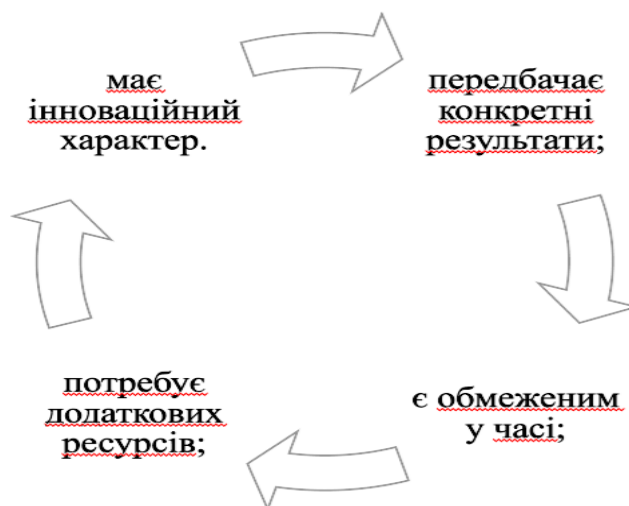 має
інноваційний
характер.
передбачає
конкретні
результати;
є обмеженим
у часі;
потребує
додаткових
ресурсів;